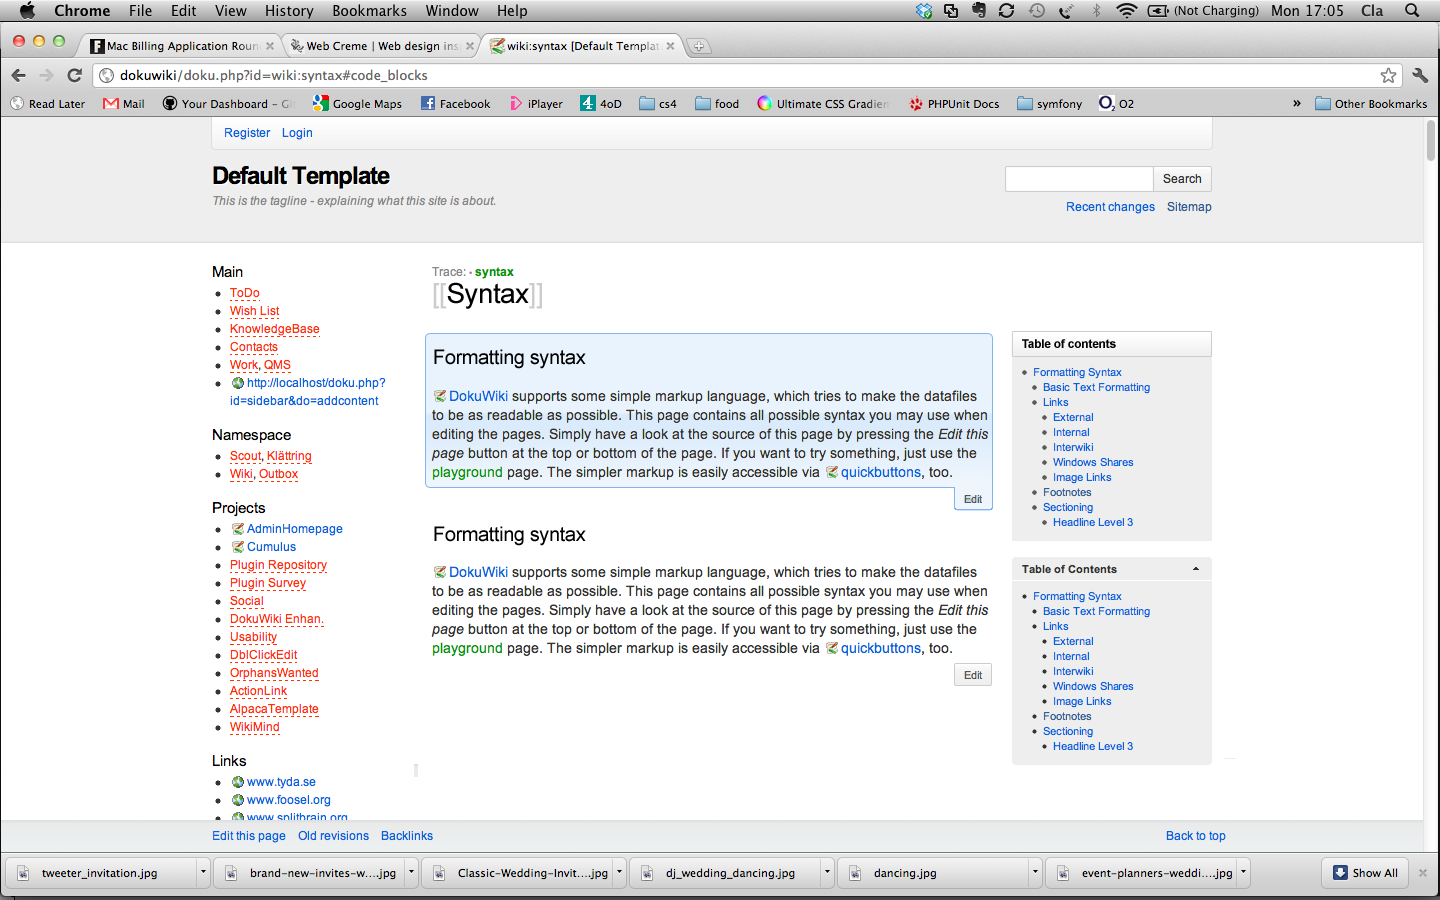 Chrome File Edit View History Bookmarks Window Help (Not Charging) Mon 17:05 Cla
Mac Billing Application Roun
Web Creme | Web design ins
wiki:syntax [Default Templat
dokuwiki/doku.php?id=wiki:syntax#code_blocks
Read Later Mail Your Dashboard - Gi Google Maps Facebook iPlayer 4 4oD cs4 food Ultimate CSS Gradien PHPUnit Docs symfony O2 O2 » Other Bookmarks
Register Login
Default Template
This is the tagline - explaining what this site is about.
Search
Recent changes Sitemap
Main
ToDo
Wish List
KnowledgeBase
Contacts
Work, QMS
http://localhost/doku.php?
id=sidebar&do=addcontent
Namespace
Scout, Klättring
Wiki, Outbox
Projects
AdminHomepage
Cumulus
Plugin Repository
Plugin Survey
Social
DokuWiki Enhan.
Usability
DblClickEdit
OrphansWanted
ActionLink
AlpacaTemplate
WikiMind
Links
www.tyda.se
www.foosel.org
www.splitbrain.org
Trace: • syntax
[[Syntax]]
Formatting syntax
DokuWiki supports some simple markup language, which tries to make the datafiles
to be as readable as possible. This page contains all possible syntax you may use when
editing the pages. Simply have a look at the source of this page by pressing the Edit this
page button at the top or bottom of the page. If you want to try something, just use the
playground page. The simpler markup is easily accessible via quickbuttons, too.
Edit
Formatting syntax
DokuWiki supports some simple markup language, which tries to make the datafiles
to be as readable as possible. This page contains all possible syntax you may use when
editing the pages. Simply have a look at the source of this page by pressing the Edit this
page button at the top or bottom of the page. If you want to try something, just use the
playground page. The simpler markup is easily accessible via quickbuttons, too.
Edit
Table of contents
Formatting Syntax
Basic Text Formatting
Links
External
Internal
Interwiki
Windows Shares
Image Links
Footnotes
Sectioning
Headline Level 3
Table of Contents
Formatting Syntax
Basic Text Formatting
Links
External
Internal
Interwiki
Windows Shares
Image Links
Footnotes
Sectioning
Headline Level 3
Edit this page Old revisions Backlinks Back to top
tweeter_invitation.jpg brand-new-invites-w....jpg Classic-Wedding-Invit....jpg dj_wedding_dancing.jpg dancing.jpg event-planners-weddi....jpg Show All